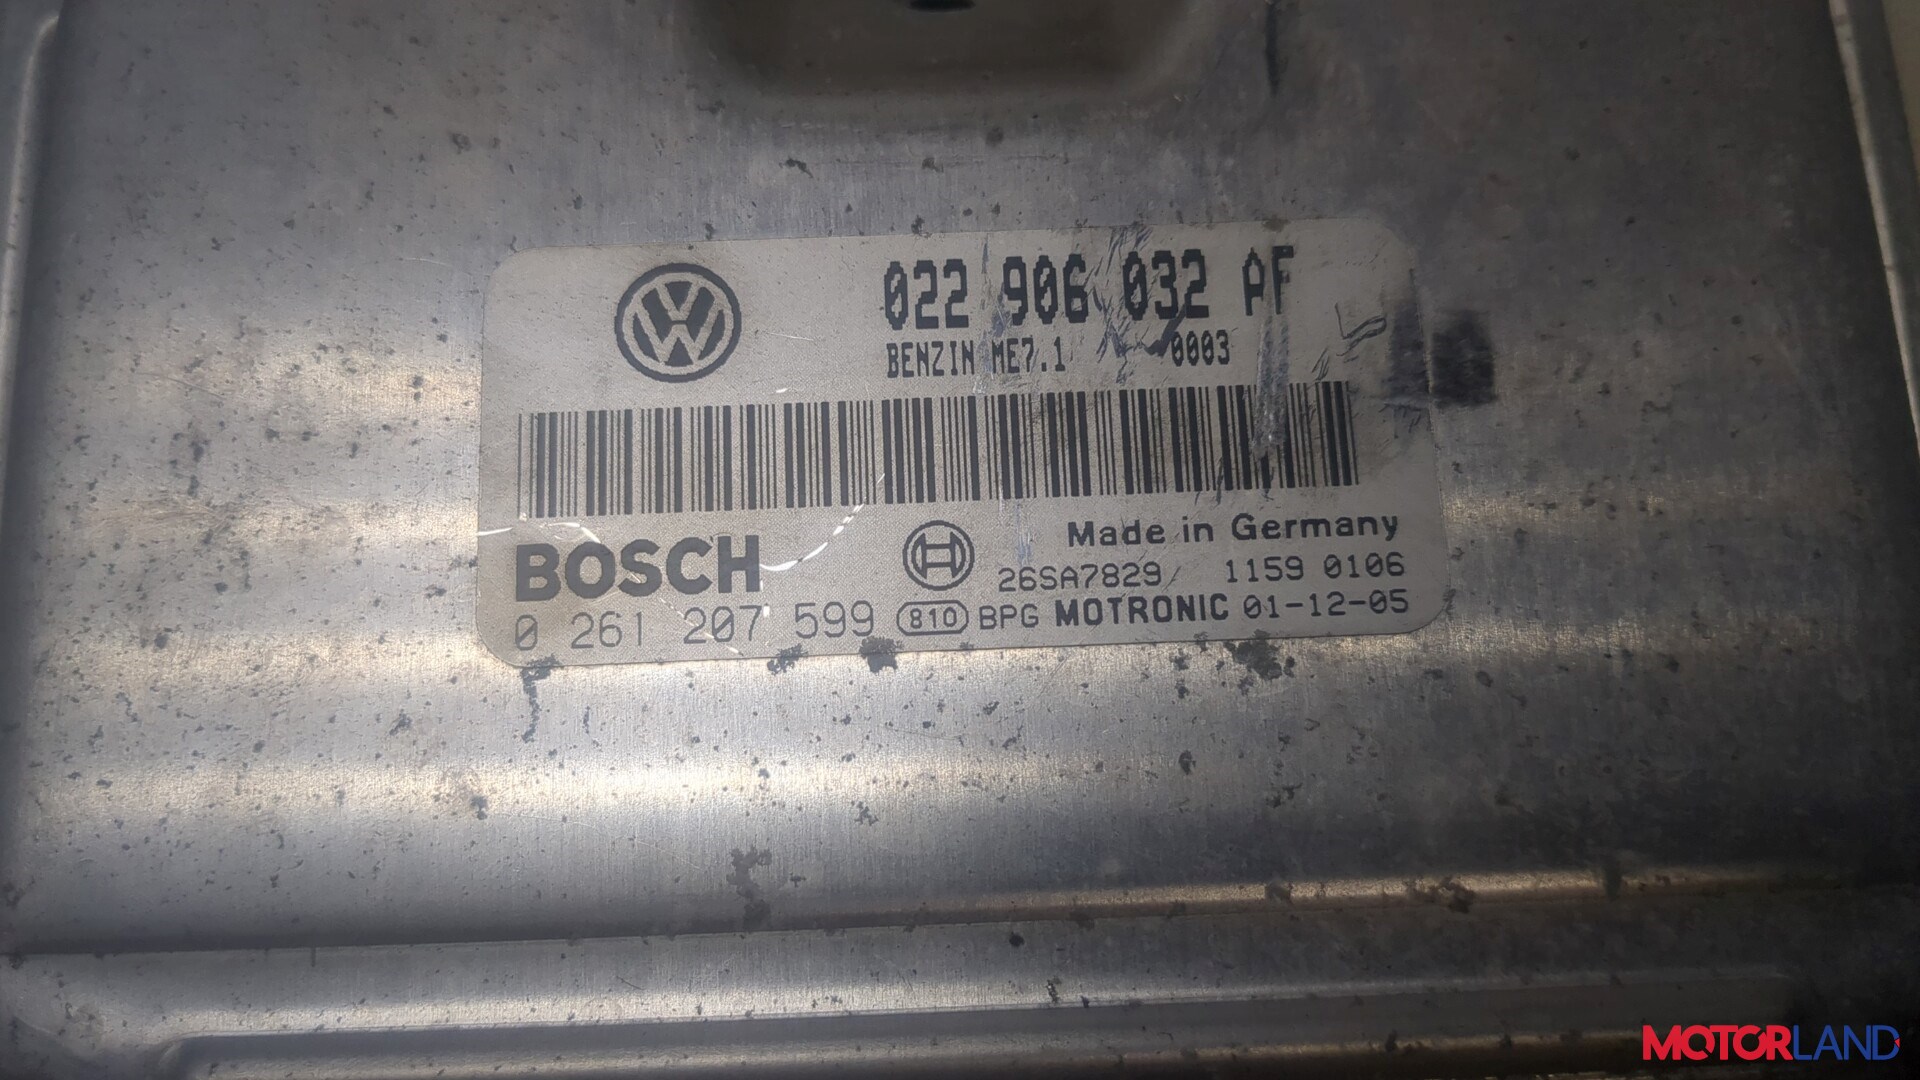 022 906 032 AF
BENZIN ME7.1 0003
BOSCH
Made in Germany
26SA7829 1159 0106
0 261 207 599 810 BPG MOTRONIC 01-12-05
MOTORLAND